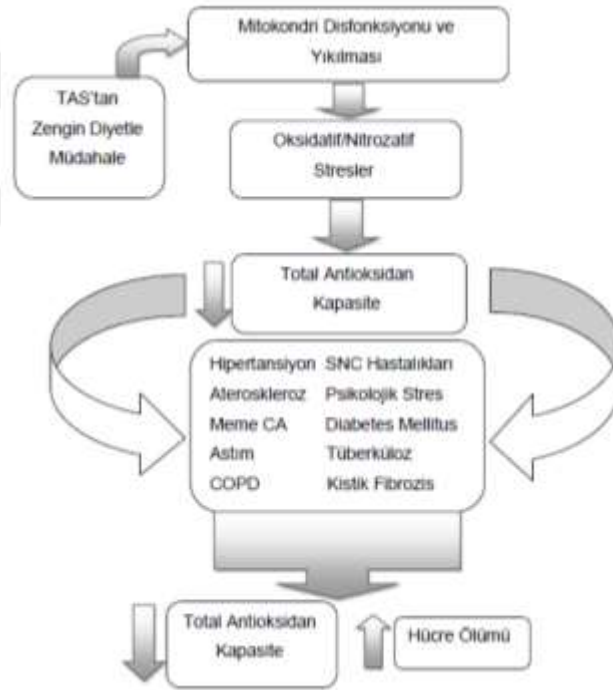 Mitokondri Disfonksiyonu ve
Yıkılması
TAS'tan
Zengin Diyetle
Müdahale
Oksidatif/Nitrozatif
Stresler
Total Antioksidan
Kapasite
Hipertansiyon SNC Hastalıkları
Ateroskleroz Psikolojik Stres
Meme CA Diabetes Mellitus
Astım Tüberküloz
COPD Kistik Fibrozis
Total Antioksidan
Kapasite
Hücre Ölümü